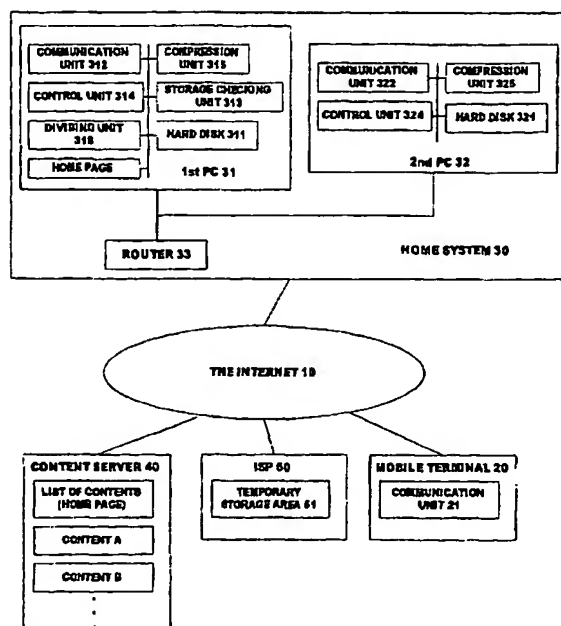 COMMUNICATION
UNIT 312
COMPRESSION
UNIT 315
CONTROL UNIT 314
STORAGE CHECKING
UNIT 313
DIVIDING UNIT
316
HARD DISK 311
HOME PAGE
1st PC 31
COMMUNICATION
UNIT 322
COMPRESSION
UNIT 325
CONTROL UNIT 324
HARD DISK 321
2nd PC 32
ROUTER 33
HOME SYSTEM 30
THE INTERNET 10
CONTENT SERVER 40
LIST OF CONTENTS
(HOME PAGE)
CONTENT A
CONTENT B
ISP 50
TEMPORARY
STORAGE AREA 51
MOBILE TERMINAL 20
COMMUNICATION
UNIT 21